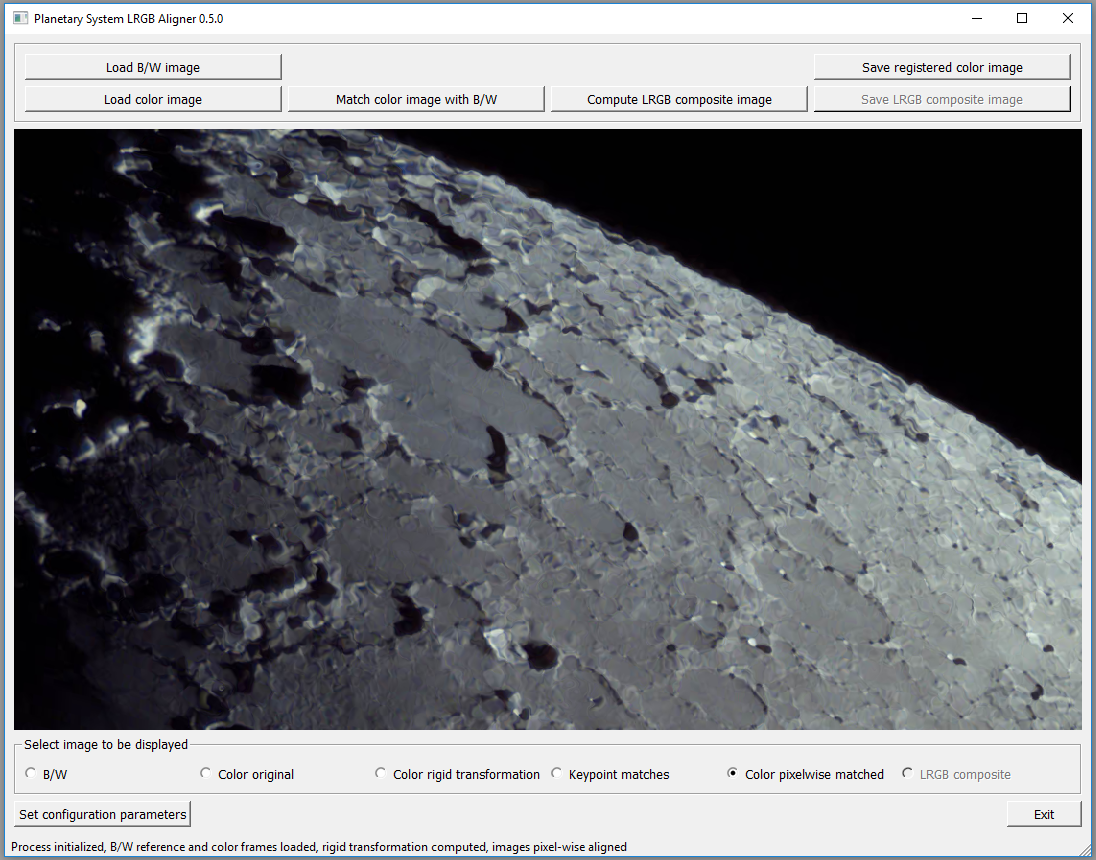 Planetary System LRGB Aligner 0.5.0
Load B/W image
Save registered color image
Load color image
Match color image with B/W
Compute LRGB composite image
Save LRGB composite image
Select image to be displayed
B/W
Color original
Color rigid transformation
Keypoint matches
Color pixelwise matched
LRGB composite
Set configuration parameters
Exit
Process initialized, B/W reference and color frames loaded, rigid transformation computed, images pixel-wise aligned